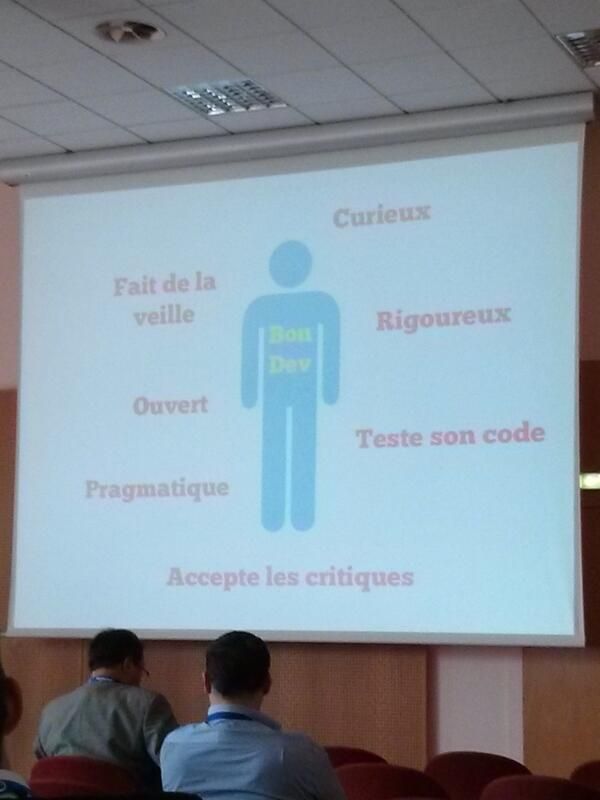 Curieux
Fait de la
veille
Rigoureux
Bon
Dev
Ouvert
Teste son code
Pragmatique
Accepte les critiques